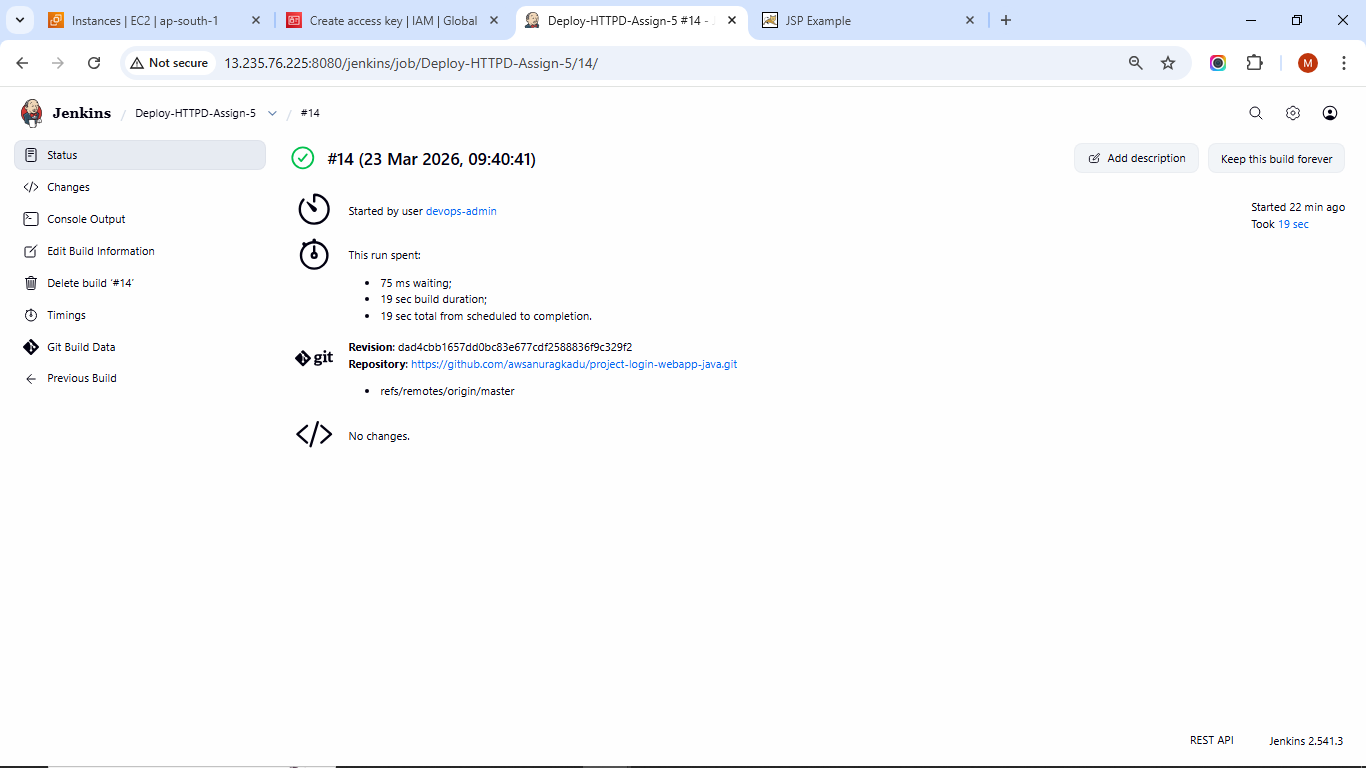 Instances | EC2 | ap-south-1
Create access key | IAM | Global
Deploy-HTTPD-Assign-5 #14 -
JSP Example
Not secure
13.235.76.225:8080/jenkins/job/Deploy-HTTPD-Assign-5/14/
M
Jenkins / Deploy-HTTPD-Assign-5 / #14
Status
Changes
Console Output
Edit Build Information
Delete build ‘#14’
Timings
Git Build Data
Previous Build
#14 (23 Mar 2026, 09:40:41)
Add description
Keep this build forever
Started by user devops-admin
Started 22 min ago
Took 19 sec
This run spent:
• 75 ms waiting;
• 19 sec build duration;
• 19 sec total from scheduled to completion.
git
Revision: dad4cbb1657dd0bc83e677cdf2588836f9c329f2
Repository: https://github.com/awsanuragkadu/project-login-webapp-java.git
• refs/remotes/origin/master
No changes.
REST API
Jenkins 2.541.3